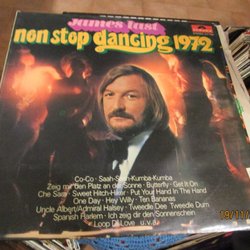 James Last
Polydor
non stop dancing 1972
Co-Co · Saah-Saah-Kumba-Kumba
Zeig mir den Platz an der Sonne · Butterfly · Get It On
Che Sara · Sweet Hitch-Hiker · Put Your Hand In The Hand
One Day · Hey Willy · Ten Bananas
Uncle Albert/Admiral Halsey · Tweedle Dee Tweedle Dum
Spanish Harlem · Ich zeig dir den Sonnenschein
Loop Di Love u.v.a.
19/11/